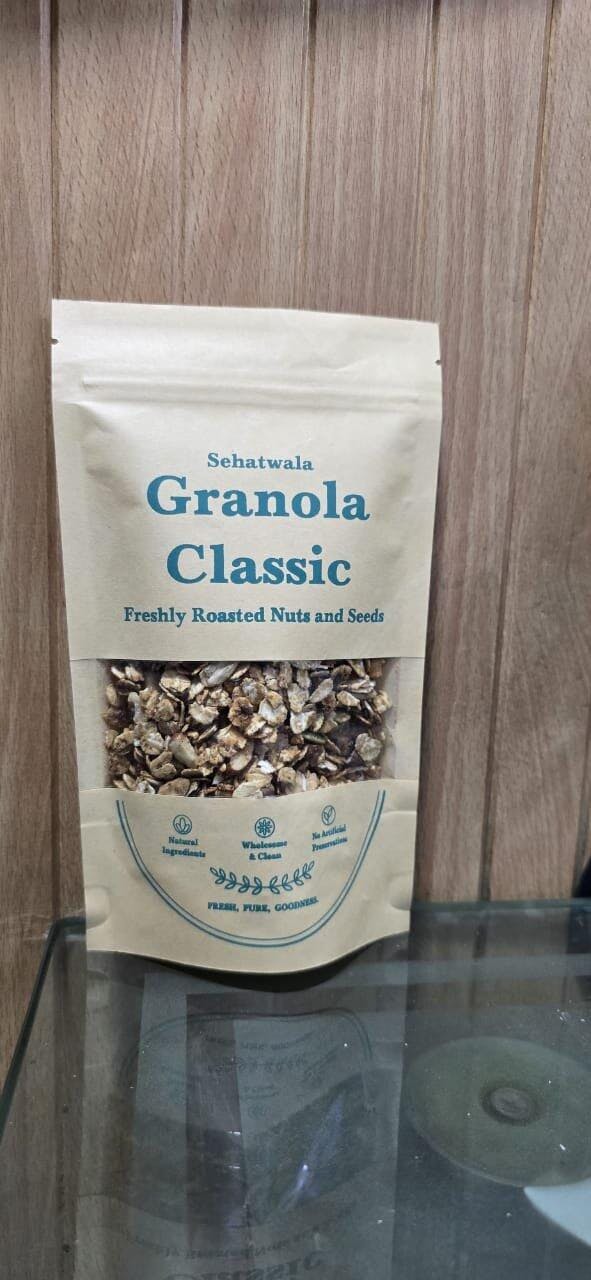 Sehatwala
Granola
Classic
Freshly Roasted Nuts and Seeds
Natural
Ingredients
Wholesome
& Clean
No Artificial
Preservatives
FRESH, PURE, GOODNESS.